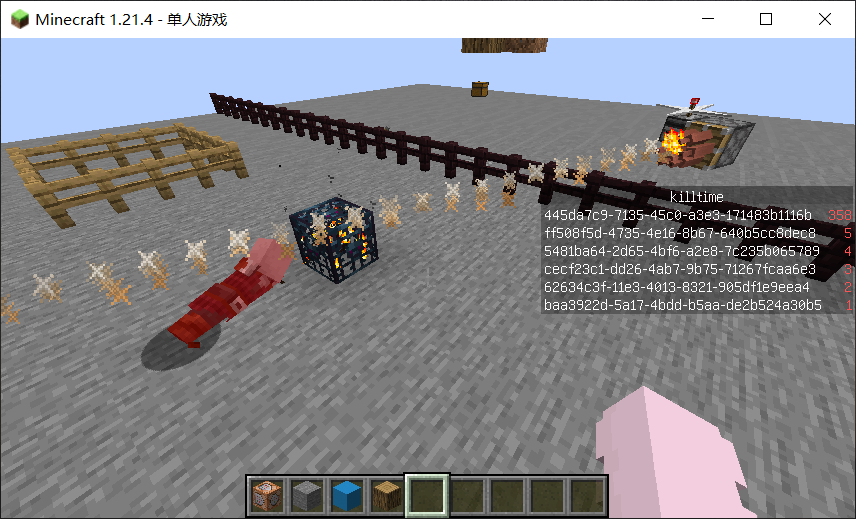 Minecraft 1.21.4 - 单人游戏
killtime
445da7c9-7135-45c0-a3e3-171483b1116b 358
ff508f5d-4735-4e16-8b67-640b5cc8dec8 5
5481ba64-2d65-4bf6-a2e8-7c235b065789 4
cecf23c1-dd26-4ab7-9b75-71267fcaa6e3 3
62634c3f-11e3-4013-8321-905df1e9eea4 2
baa3922d-5a17-4bdd-b5aa-de2b524a30b5 1